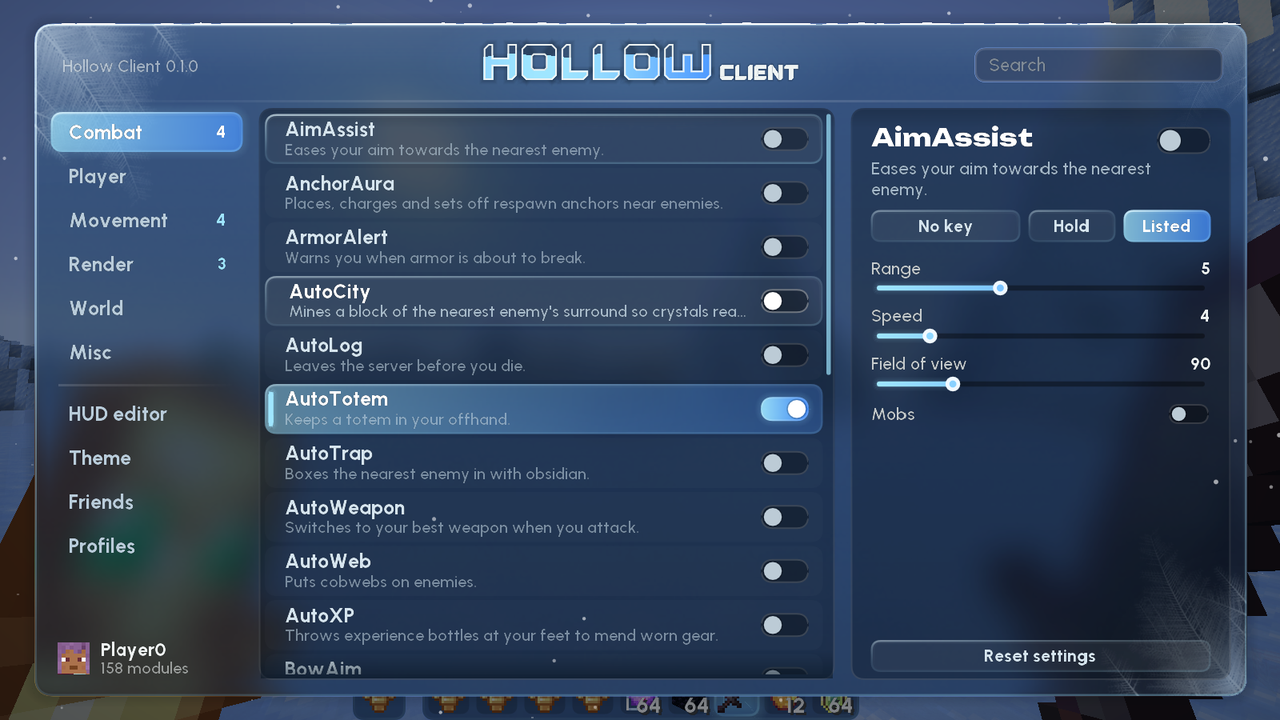 Hollow Client 0.1.0
HOLLOW CLIENT
Search
Combat 4
Player
Movement 4
Render 3
World
Misc
HUD editor
Theme
Friends
Profiles
Player0
158 modules
AimAssist
Eases your aim towards the nearest enemy.
AnchorAura
Places, charges and sets off respawn anchors near enemies.
ArmorAlert
Warns you when armor is about to break.
AutoCity
Mines a block of the nearest enemy's surround so crystals rea...
AutoLog
Leaves the server before you die.
AutoTotem
Keeps a totem in your offhand.
AutoTrap
Boxes the nearest enemy in with obsidian.
AutoWeapon
Switches to your best weapon when you attack.
AutoWeb
Puts cobwebs on enemies.
AutoXP
Throws experience bottles at your feet to mend worn gear.
BowAim
AimAssist
Eases your aim towards the nearest
enemy.
No key Hold Listed
Range 5
Speed 4
Field of view 90
Mobs
Reset settings
64 64 12 64